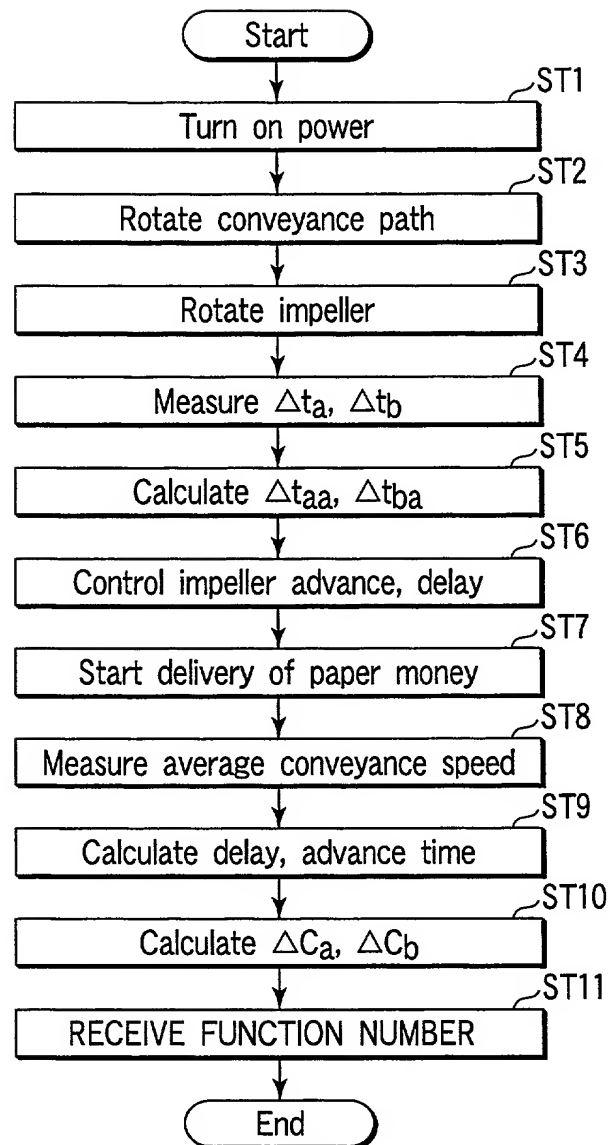 Start
ST1
Turn on power
ST2
Rotate conveyance path
ST3
Rotate impeller
ST4
Measure △ta, △tb
ST5
Calculate △taa, △tba
ST6
Control impeller advance, delay
ST7
Start delivery of paper money
ST8
Measure average conveyance speed
ST9
Calculate delay, advance time
ST10
Calculate △Ca, △Cb
ST11
RECEIVE FUNCTION NUMBER
End